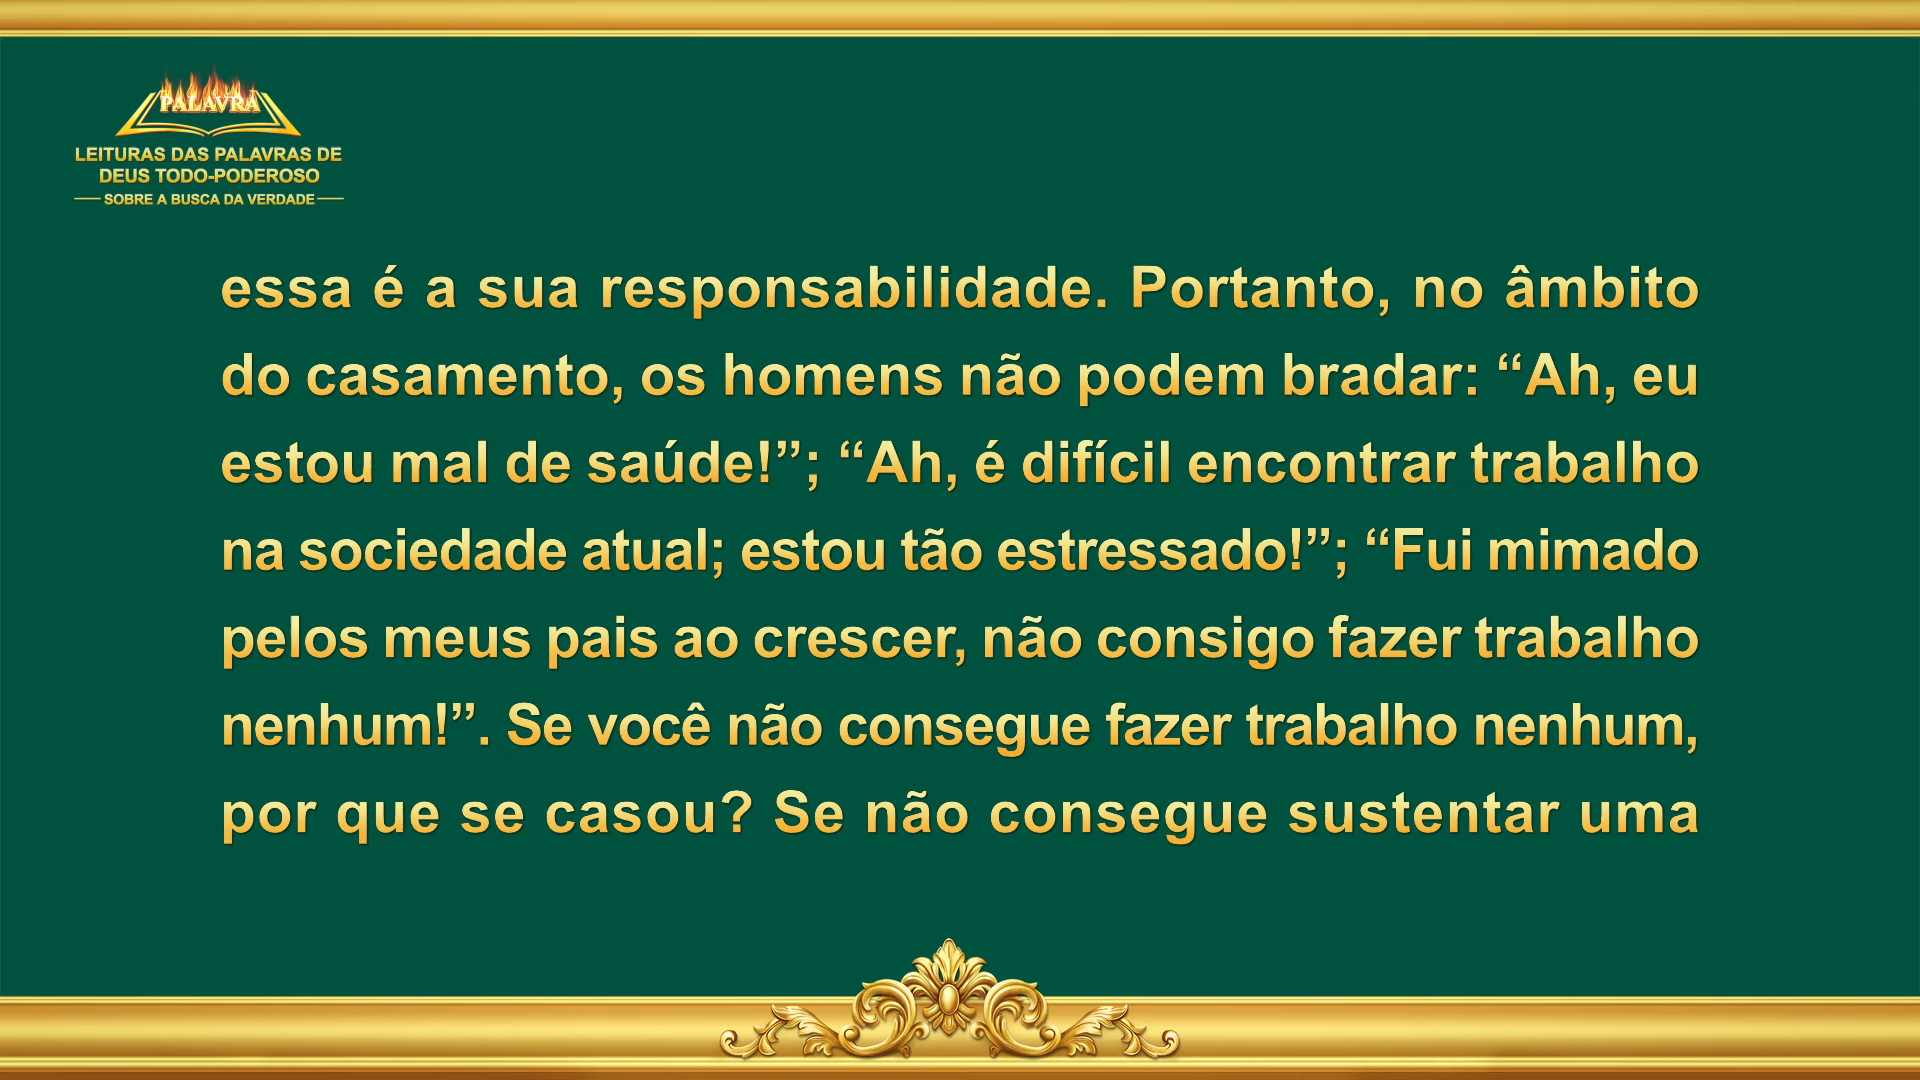 PALAVRA
LEITURAS DAS PALAVRAS DE
DEUS TODO-PODEROSO
SOBRE A BUSCA DA VERDADE
essa é a sua responsabilidade. Portanto, no âmbito
do casamento, os homens não podem bradar: “Ah, eu
estou mal de saúde!”; “Ah, é difícil encontrar trabalho
na sociedade atual; estou tão estressado!”; “Fui mimado
pelos meus pais ao crescer, não consigo fazer trabalho
nenhum!”. Se você não consegue fazer trabalho nenhum,
por que se casou? Se não consegue sustentar uma